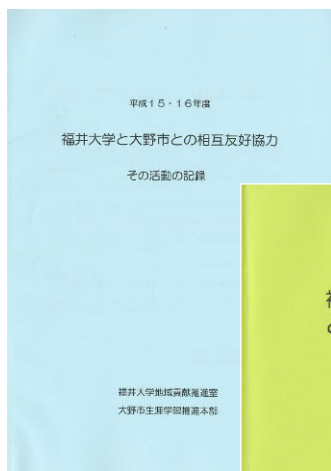 平成１５・１６年度
福井大学と大野市との相互友好協力
その活動の記録
福井大学地域貢献推進室
大野市生涯学習推進本部